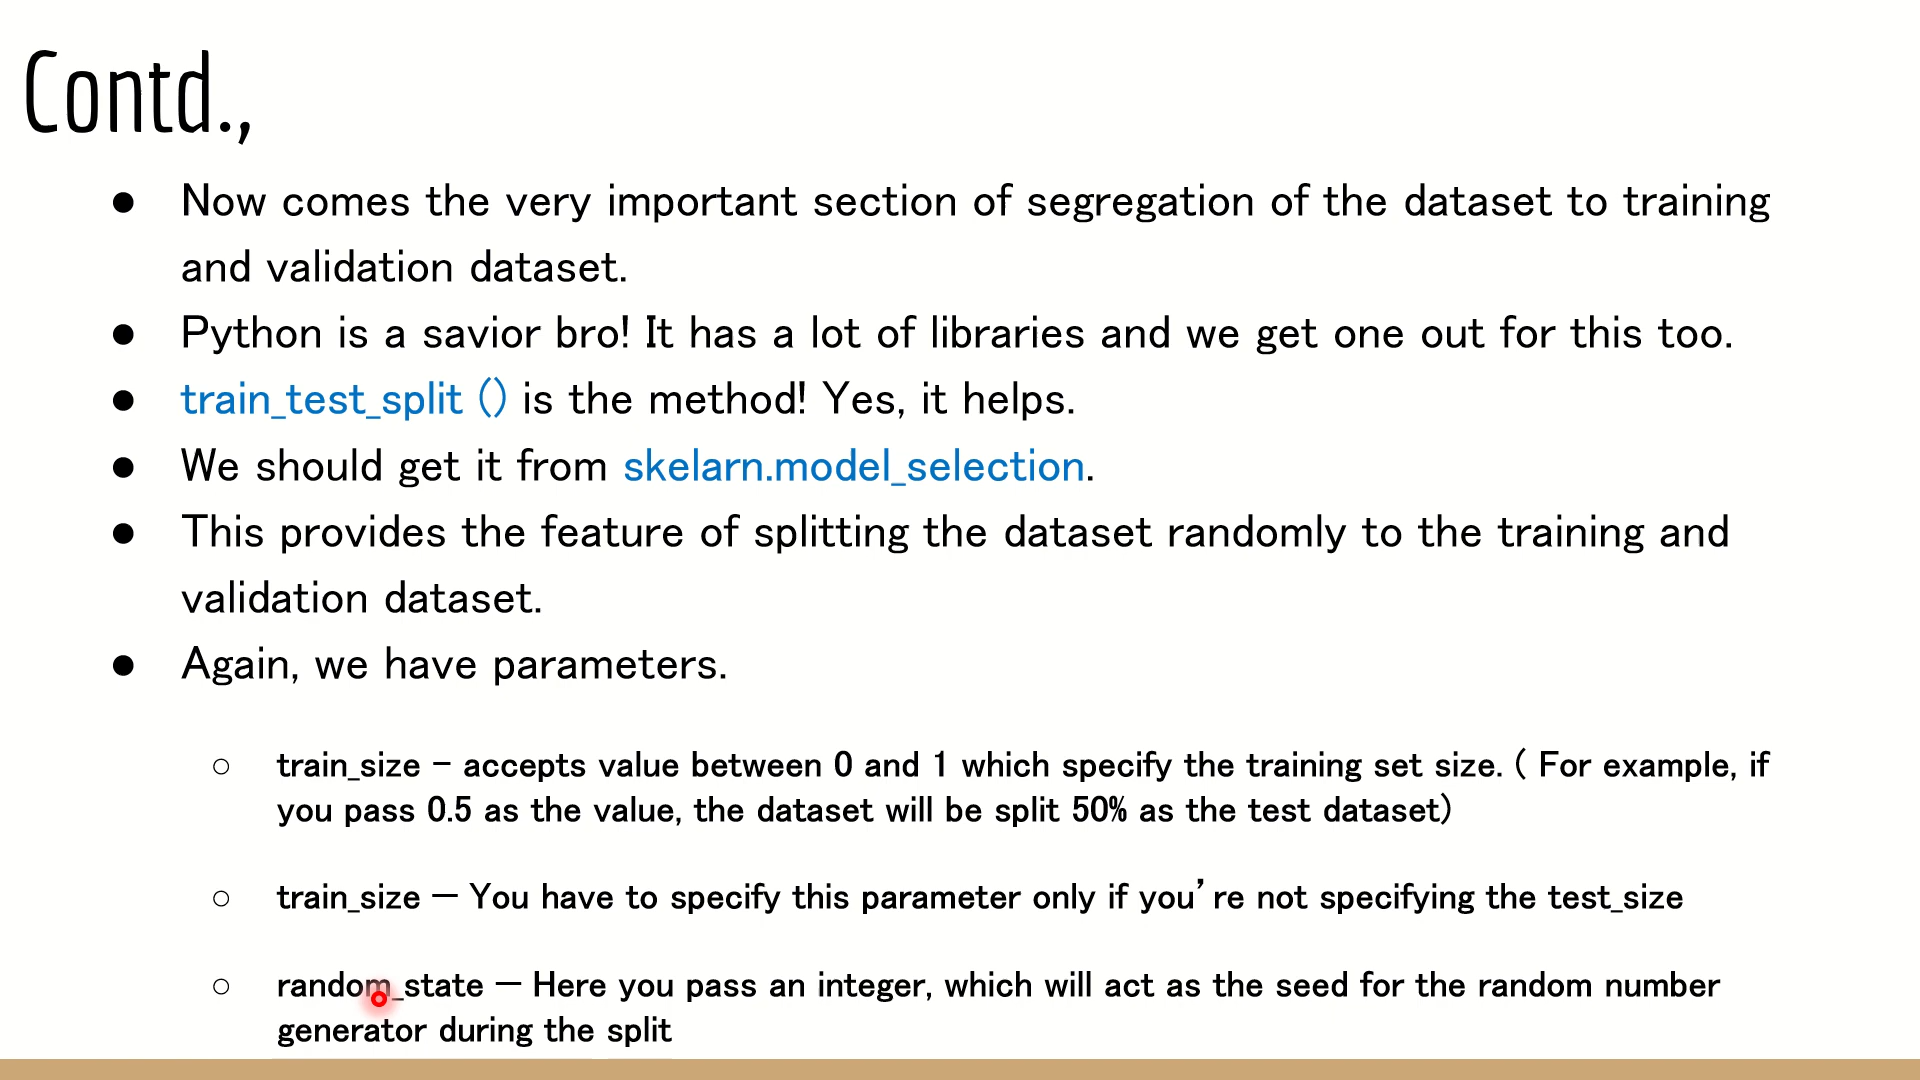 Contd.,
● Now comes the very important section of segregation of the dataset to training
and validation dataset.
● Python is a savior bro! It has a lot of libraries and we get one out for this too.
● train_test_split () is the method! Yes, it helps.
● We should get it from skelarn.model_selection.
● This provides the feature of splitting the dataset randomly to the training and
validation dataset.
● Again, we have parameters.
○ train_size – accepts value between 0 and 1 which specify the training set size. ( For example, if
you pass 0.5 as the value, the dataset will be split 50% as the test dataset)
○ train_size — You have to specify this parameter only if you’re not specifying the test_size
○ random_state — Here you pass an integer, which will act as the seed for the random number
generator during the split